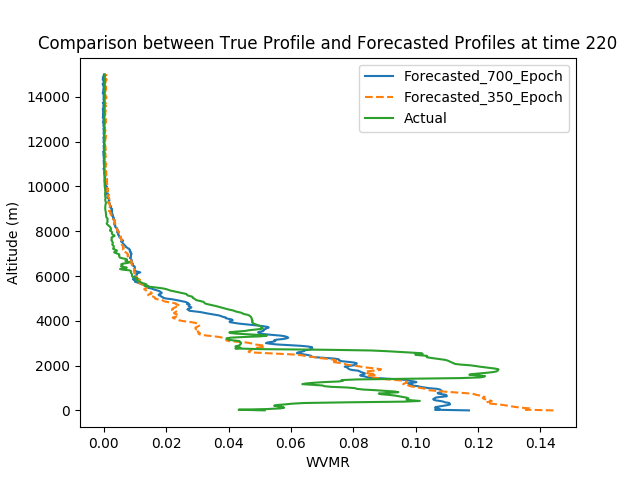 Comparison between True Profile and Forecasted Profiles at time 220
Forecasted_700_Epoch
Forecasted_350_Epoch
Actual
Altitude (m)
14000
12000
10000
8000
6000
4000
2000
0
0.00 0.02 0.04 0.06 0.08 0.10 0.12 0.14
WVMR